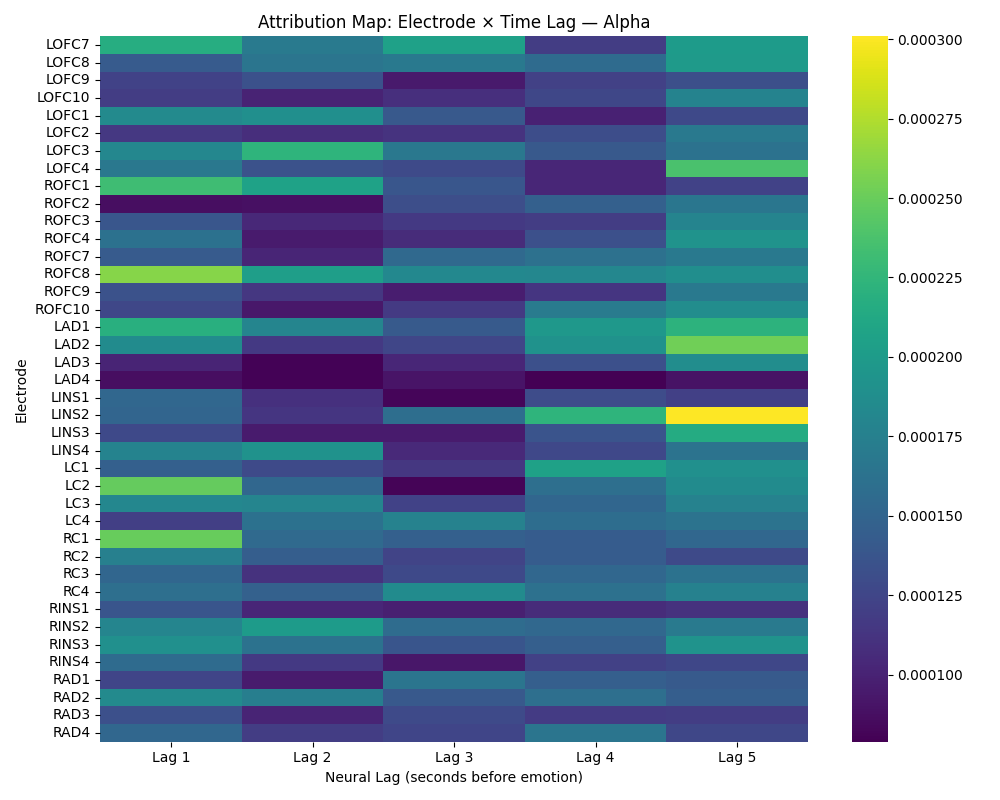 Attribution Map: Electrode × Time Lag — Alpha
Electrode
LOFC7
LOFC8
LOFC9
LOFC10
LOFC1
LOFC2
LOFC3
LOFC4
ROFC1
ROFC2
ROFC3
ROFC4
ROFC7
ROFC8
ROFC9
ROFC10
LAD1
LAD2
LAD3
LAD4
LINS1
LINS2
LINS3
LINS4
LC1
LC2
LC3
LC4
RC1
RC2
RC3
RC4
RINS1
RINS2
RINS3
RINS4
RAD1
RAD2
RAD3
RAD4
Lag 1 Lag 2 Lag 3 Lag 4 Lag 5
Neural Lag (seconds before emotion)
0.000300
0.000275
0.000250
0.000225
0.000200
0.000175
0.000150
0.000125
0.000100